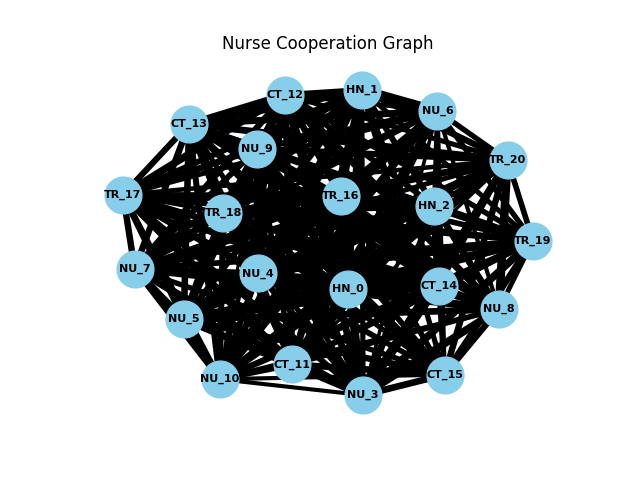 Nurse Cooperation Graph
HN_1
CT_12
NU_6
CT_13
NU_9
TR_20
TR_17
TR_16
HN_2
TR_18
TR_19
NU_7
NU_4
HN_0
CT_14
NU_8
NU_5
CT_11
NU_10
CT_15
NU_3